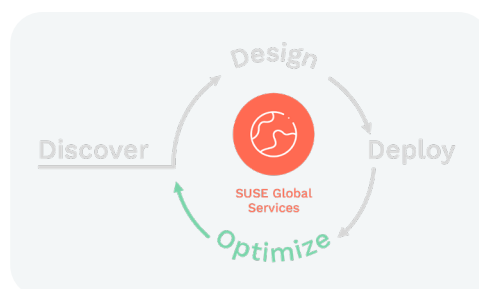 Design
Discover
Deploy
SUSE Global
Services
Optimize